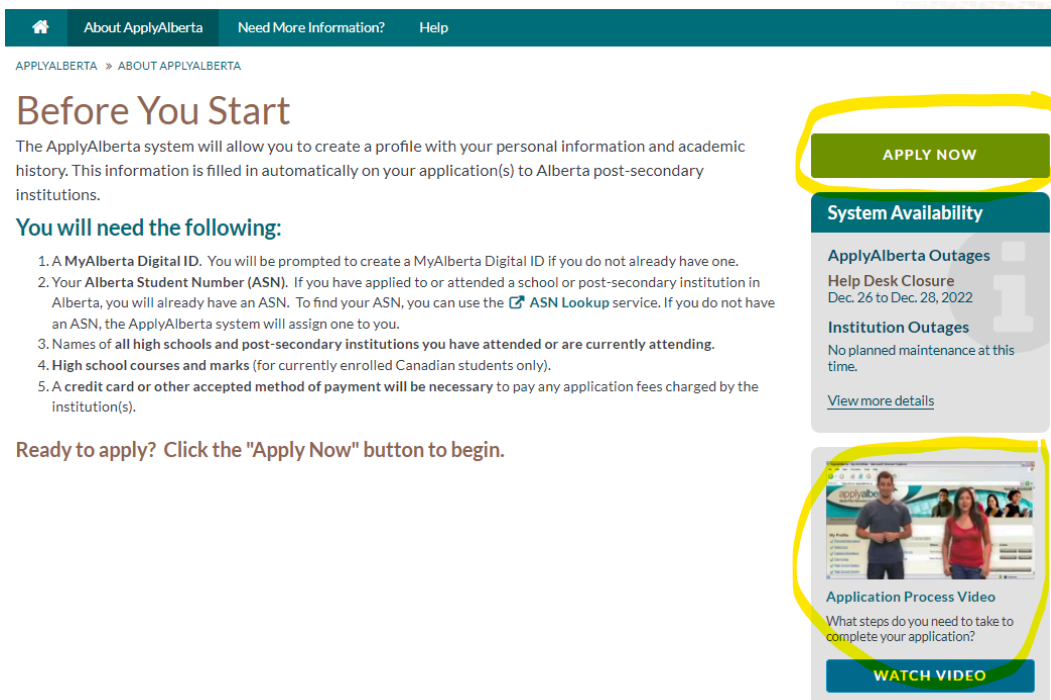 About ApplyAlberta
Need More Information?
Help
APPLYALBERTA » ABOUT APPLYALBERTA
Before You Start
The ApplyAlberta system will allow you to create a profile with your personal information and academic
history. This information is filled in automatically on your application(s) to Alberta post-secondary
institutions.
You will need the following:
1. A MyAlberta Digital ID. You will be prompted to create a MyAlberta Digital ID if you do not already have one.
2. Your Alberta Student Number (ASN). If you have applied to or attended a school or post-secondary institution in
Alberta, you will already have an ASN. To find your ASN, you can use the ASN Lookup service. If you do not have
an ASN, the ApplyAlberta system will assign one to you.
3. Names of all high schools and post-secondary institutions you have attended or are currently attending.
4. High school courses and marks (for currently enrolled Canadian students only).
5. A credit card or other accepted method of payment will be necessary to pay any application fees charged by the
institution(s).
Ready to apply? Click the "Apply Now" button to begin.
APPLY NOW
System Availability
ApplyAlberta Outages
Help Desk Closure
Dec. 26 to Dec. 28, 2022
Institution Outages
No planned maintenance at this
time.
View more details
My Profile
Application Process Video
What steps do you need to take to
complete your application?
WATCH VIDEO